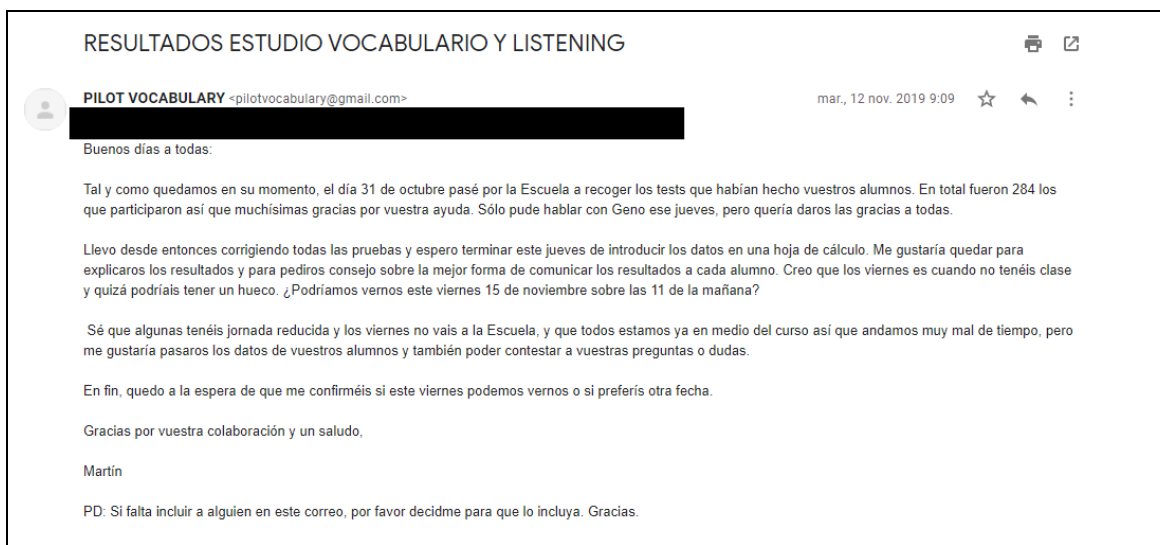 RESULTADOS ESTUDIO VOCABULARIO Y LISTENING
PILOT VOCABULARY <pilotvocabulary@gmail.com>
mar., 12 nov. 2019 9:09
Buenos días a todas:
Tal y como quedamos en su momento, el día 31 de octubre pasé por la Escuela a recoger los tests que habían hecho vuestros alumnos. En total fueron 284 los
que participaron así que muchísimas gracias por vuestra ayuda. Sólo pude hablar con Geno ese jueves, pero quería daros las gracias a todas.
Llevo desde entonces corrigiendo todas las pruebas y espero terminar este jueves de introducir los datos en una hoja de cálculo. Me gustaría quedar para
explicaros los resultados y para pediros consejo sobre la mejor forma de comunicar los resultados a cada alumno. Creo que los viernes es cuando no tenéis clase
y quizá podríais tener un hueco. ¿Podríamos vernos este viernes 15 de noviembre sobre las 11 de la mañana?
Sé que algunas tenéis jornada reducida y los viernes no vais a la Escuela, y que todos estamos ya en medio del curso así que andamos muy mal de tiempo, pero
me gustaría pasaros los datos de vuestros alumnos y también poder contestar a vuestras preguntas o dudas.
En fin, quedo a la espera de que me confirméis si este viernes podemos vernos o si preferís otra fecha.
Gracias por vuestra colaboración y un saludo,
Martín
PD: Si falta incluir a alguien en este correo, por favor decidme para que lo incluya. Gracias.